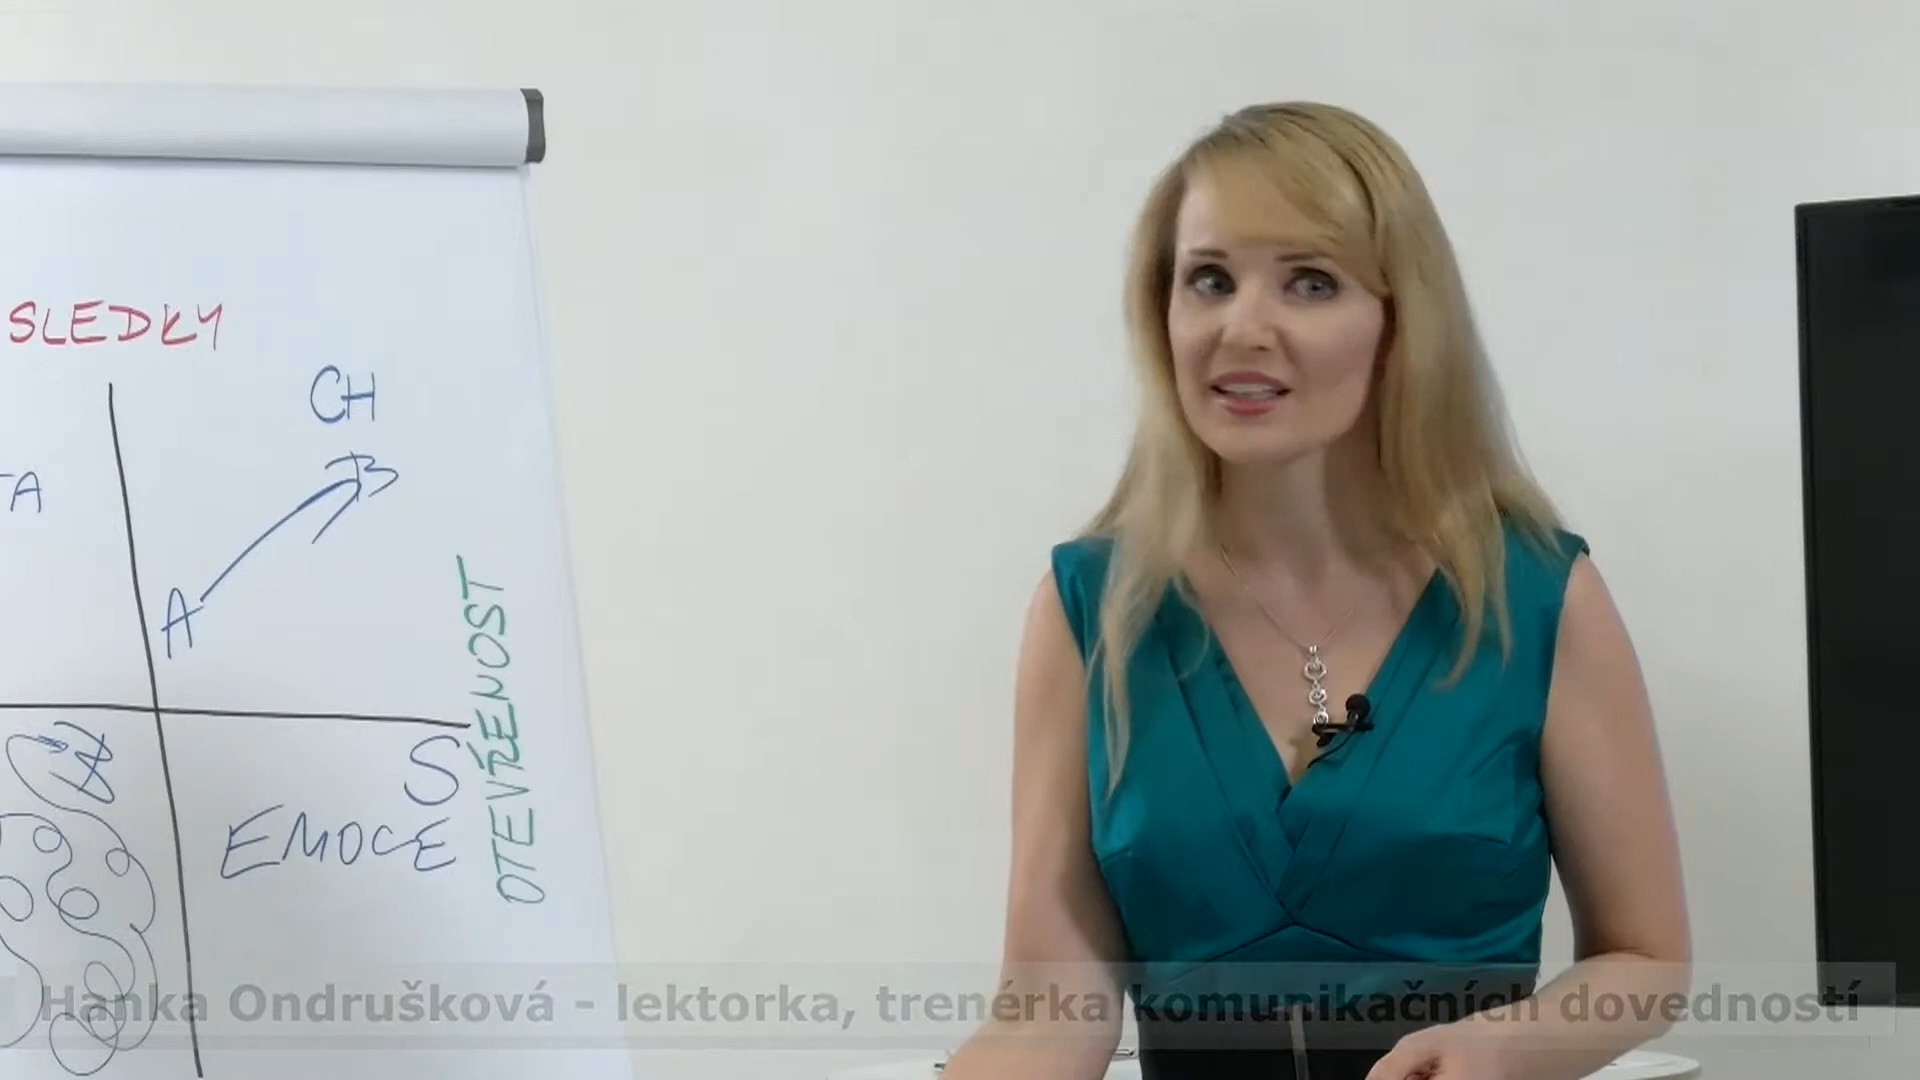 SLEDKY
CH
TA
B
A
OTEVŘENOST
S
EMOCE
Hanka Ondrušková - lektorka, trenérka komunikačních dovedností